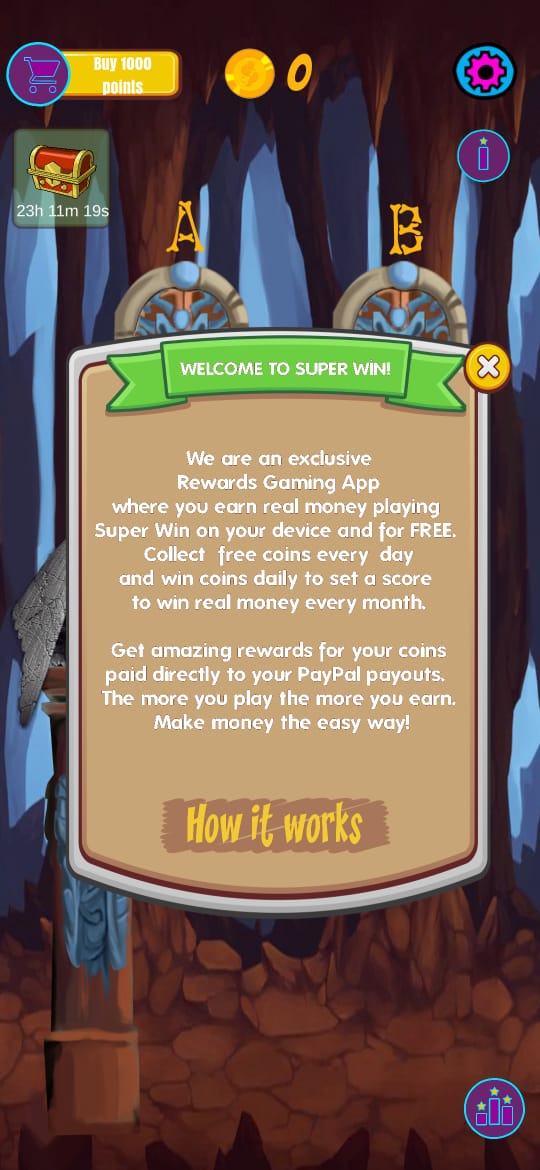 Buy 1000
points
0
23h 11m 19s
A
B
WELCOME TO SUPER WIN!
We are an exclusive
Rewards Gaming App
where you earn real money playing
Super Win on your device and for FREE.
Collect free coins every day
and win coins daily to set a score
to win real money every month.
Get amazing rewards for your coins
paid directly to your PayPal payouts.
The more you play the more you earn.
Make money the easy way!
How it works